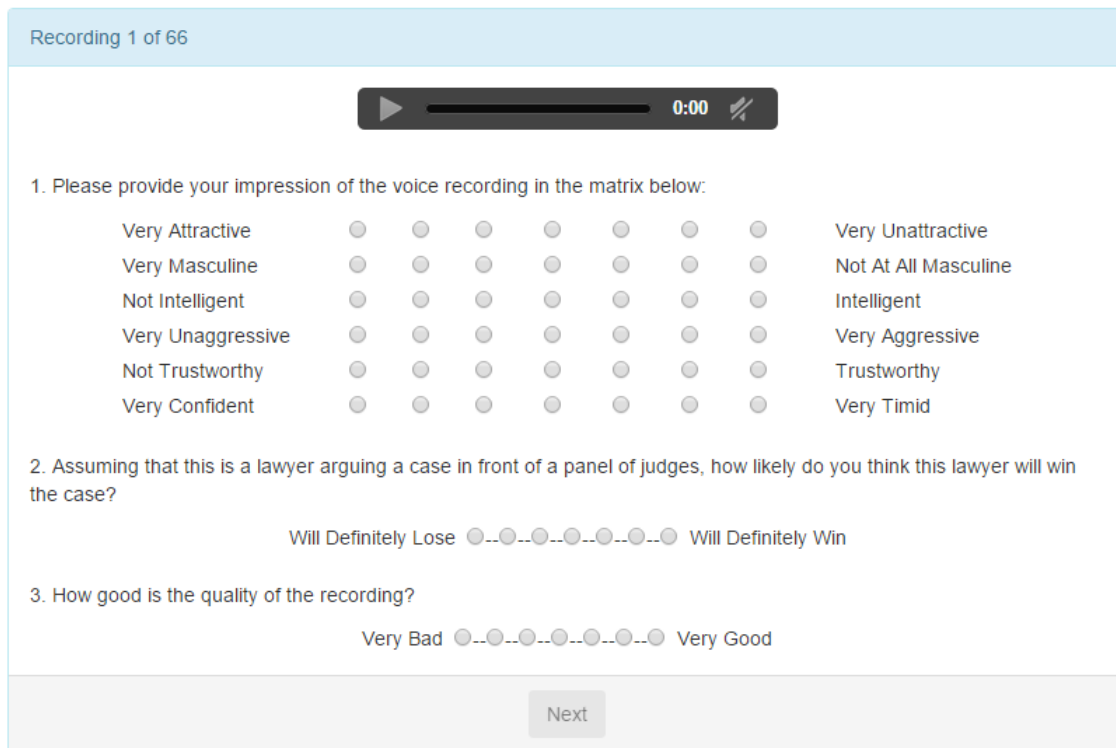 Recording 1 of 66
0:00
1. Please provide your impression of the voice recording in the matrix below:
Very Attractive Very Unattractive
Very Masculine Not At All Masculine
Not Intelligent Intelligent
Very Unaggressive Very Aggressive
Not Trustworthy Trustworthy
Very Confident Very Timid
2. Assuming that this is a lawyer arguing a case in front of a panel of judges, how likely do you think this lawyer will win
the case?
Will Definitely Lose -- -- -- -- -- -- Will Definitely Win
3. How good is the quality of the recording?
Very Bad -- -- -- -- -- -- Very Good
Next